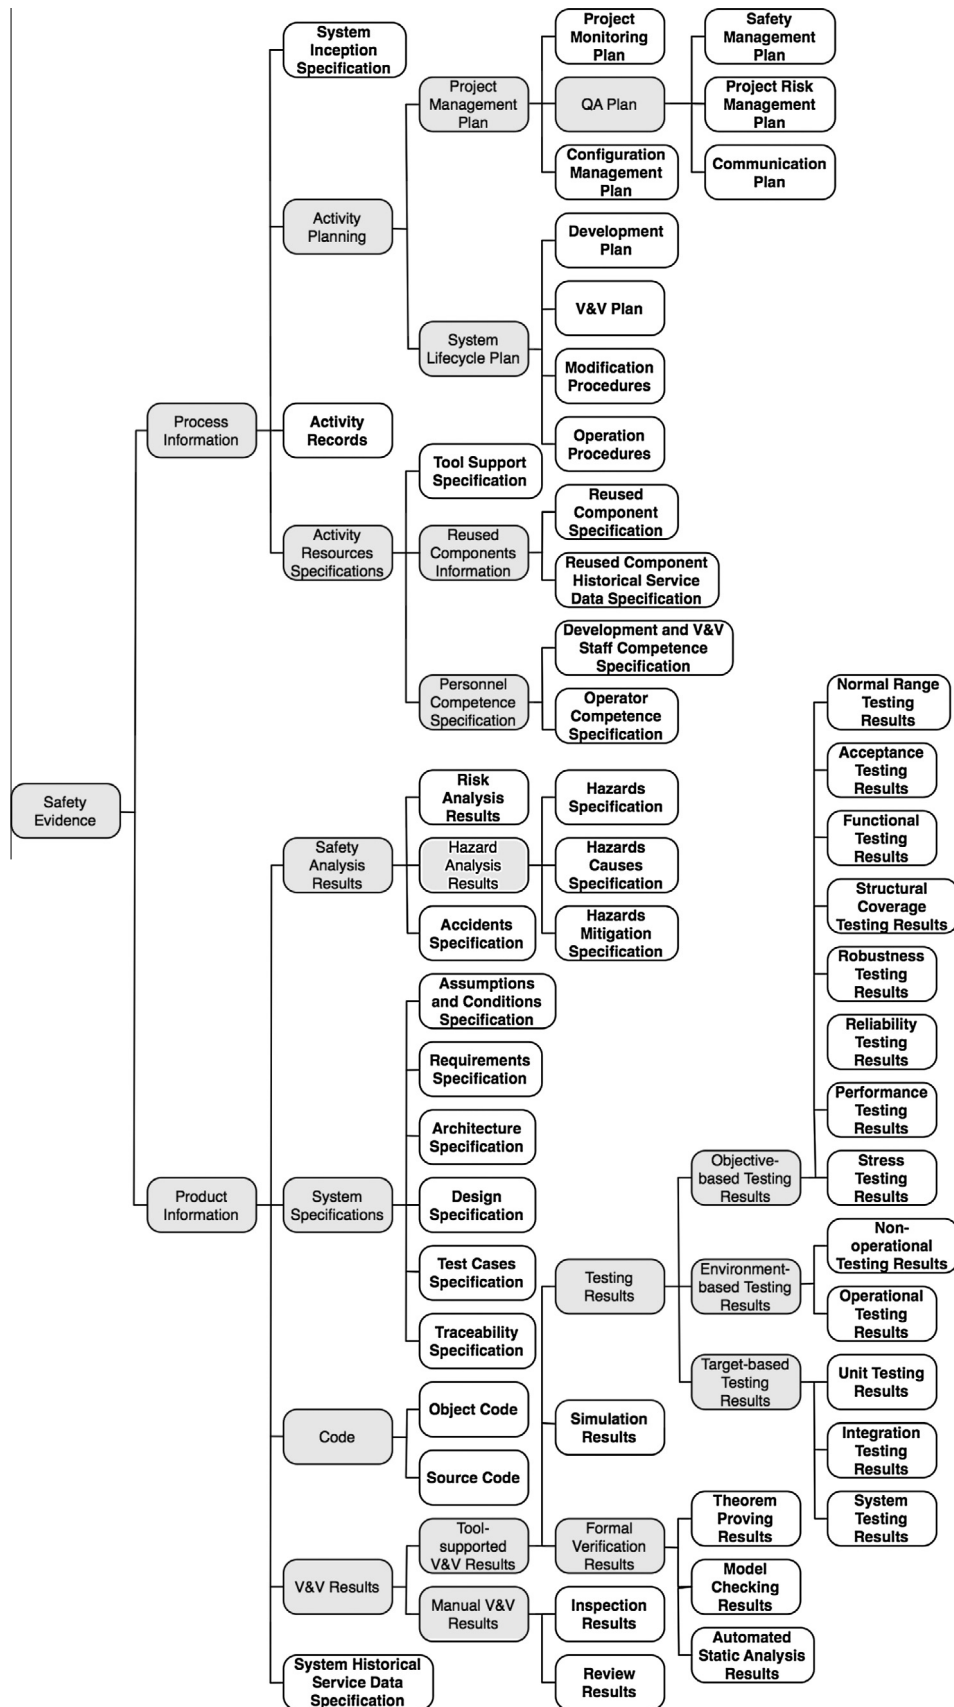 System
Inception
Specification
Project
Monitoring
Plan
Safety
Management
Plan
Project
Management
Plan
QA Plan
Project Risk
Management
Plan
Configuration
Management
Plan
Communication
Plan
Activity
Planning
Development
Plan
V&V Plan
System
Lifecycle Plan
Modification
Procedures
Process
Information
Activity
Records
Operation
Procedures
Tool Support
Specification
Reused
Component
Specification
Activity
Resources
Specifications
Reused
Components
Information
Reused Component
Historical Service
Data Specification
Development and V&V
Staff Competence
Specification
Personnel
Competence
Specification
Operator
Competence
Specification
Normal Range
Testing
Results
Acceptance
Testing
Results
Safety
Evidence
Risk
Analysis
Results
Hazards
Specification
Functional
Testing
Results
Safety
Analysis
Results
Hazard
Analysis
Results
Hazards
Causes
Specification
Structural
Coverage
Testing Results
Accidents
Specification
Hazards
Mitigation
Specification
Robustness
Testing
Results
Assumptions
and Conditions
Specification
Reliability
Testing
Results
Requirements
Specification
Performance
Testing
Results
Architecture
Specification
Objective-
based Testing
Results
Stress
Testing
Results
Product
Information
System
Specifications
Design
Specification
Non-
operational
Testing Results
Test Cases
Specification
Testing
Results
Environment-
based Testing
Results
Operational
Testing
Results
Traceability
Specification
Target-based
Testing
Results
Unit Testing
Results
Object Code
Code
Simulation
Results
Integration
Testing
Results
Source Code
Theorem
Proving
Results
System
Testing
Results
Tool-
supported
V&V Results
Formal
Verification
Results
V&V Results
Model
Checking
Results
Manual V&V
Results
Inspection
Results
Automated
Static Analysis
Results
System Historical
Service Data
Specification
Review
Results